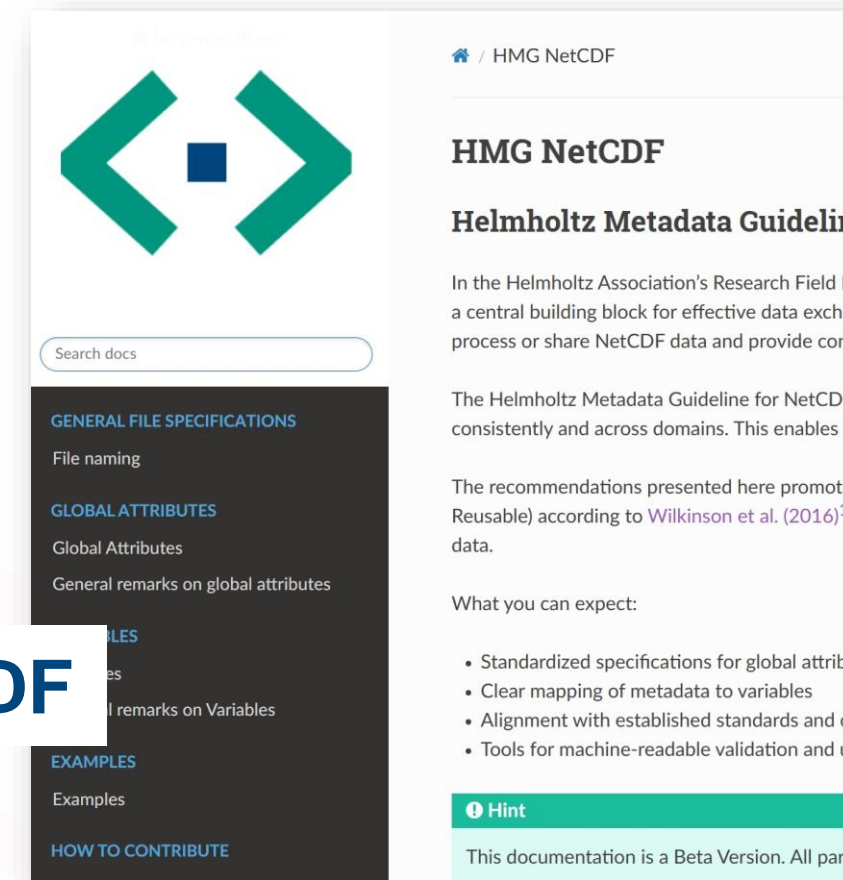 Search docs
GENERAL FILE SPECIFICATIONS
File naming
GLOBAL ATTRIBUTES
Global Attributes
General remarks on global attributes
BLES
es
l remarks on Variables
EXAMPLES
Examples
HOW TO CONTRIBUTE
DF
/ HMG NetCDF
HMG NetCDF
Helmholtz Metadata Guidelin
In the Helmholtz Association's Research Field
a central building block for effective data exch
process or share NetCDF data and provide con
The Helmholtz Metadata Guideline for NetCD
consistently and across domains. This enables
The recommendations presented here promot
Reusable) according to Wilkinson et al. (2016)
data.
What you can expect:
• Standardized specifications for global attrib
• Clear mapping of metadata to variables
• Alignment with established standards and
• Tools for machine-readable validation and
Hint
This documentation is a Beta Version. All par